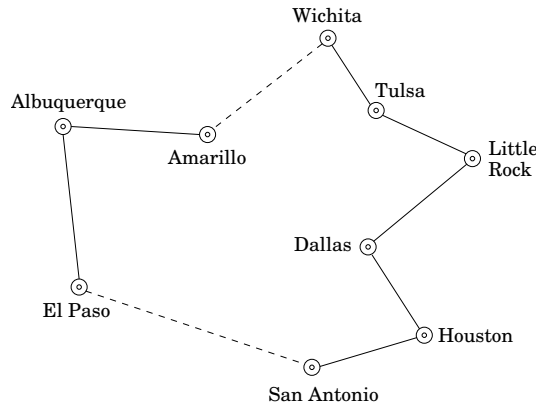 Wichita
Albuquerque
Tulsa
Amarillo
Little
Rock
Dallas
El Paso
Houston
San Antonio